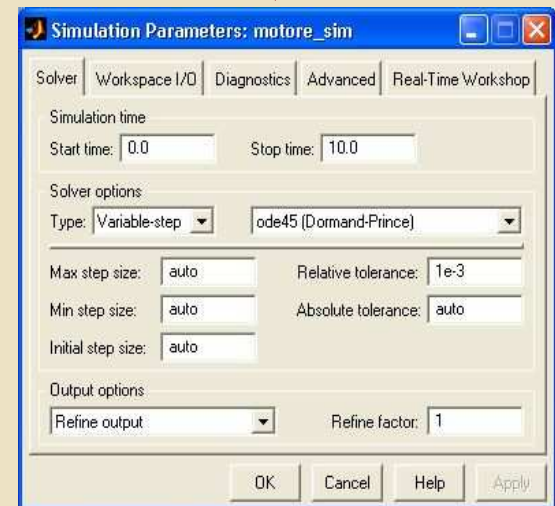 Simulation Parameters: motore_sim
Solver Workspace I/O Diagnostics Advanced Real-Time Workshop
Simulation time
Start time: 0.0 Stop time: 10.0
Solver options
Type: Variable-step ode45 (Dormand-Prince)
Max step size: auto Relative tolerance: 1e-3
Min step size: auto Absolute tolerance: auto
Initial step size: auto
Output options
Refine output Refine factor: 1
OK Cancel Help Apply